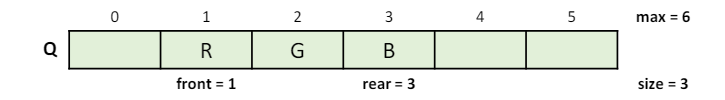 0 1 2 3 4 5 max = 6
Q R G B
front = 1 rear = 3 size = 3